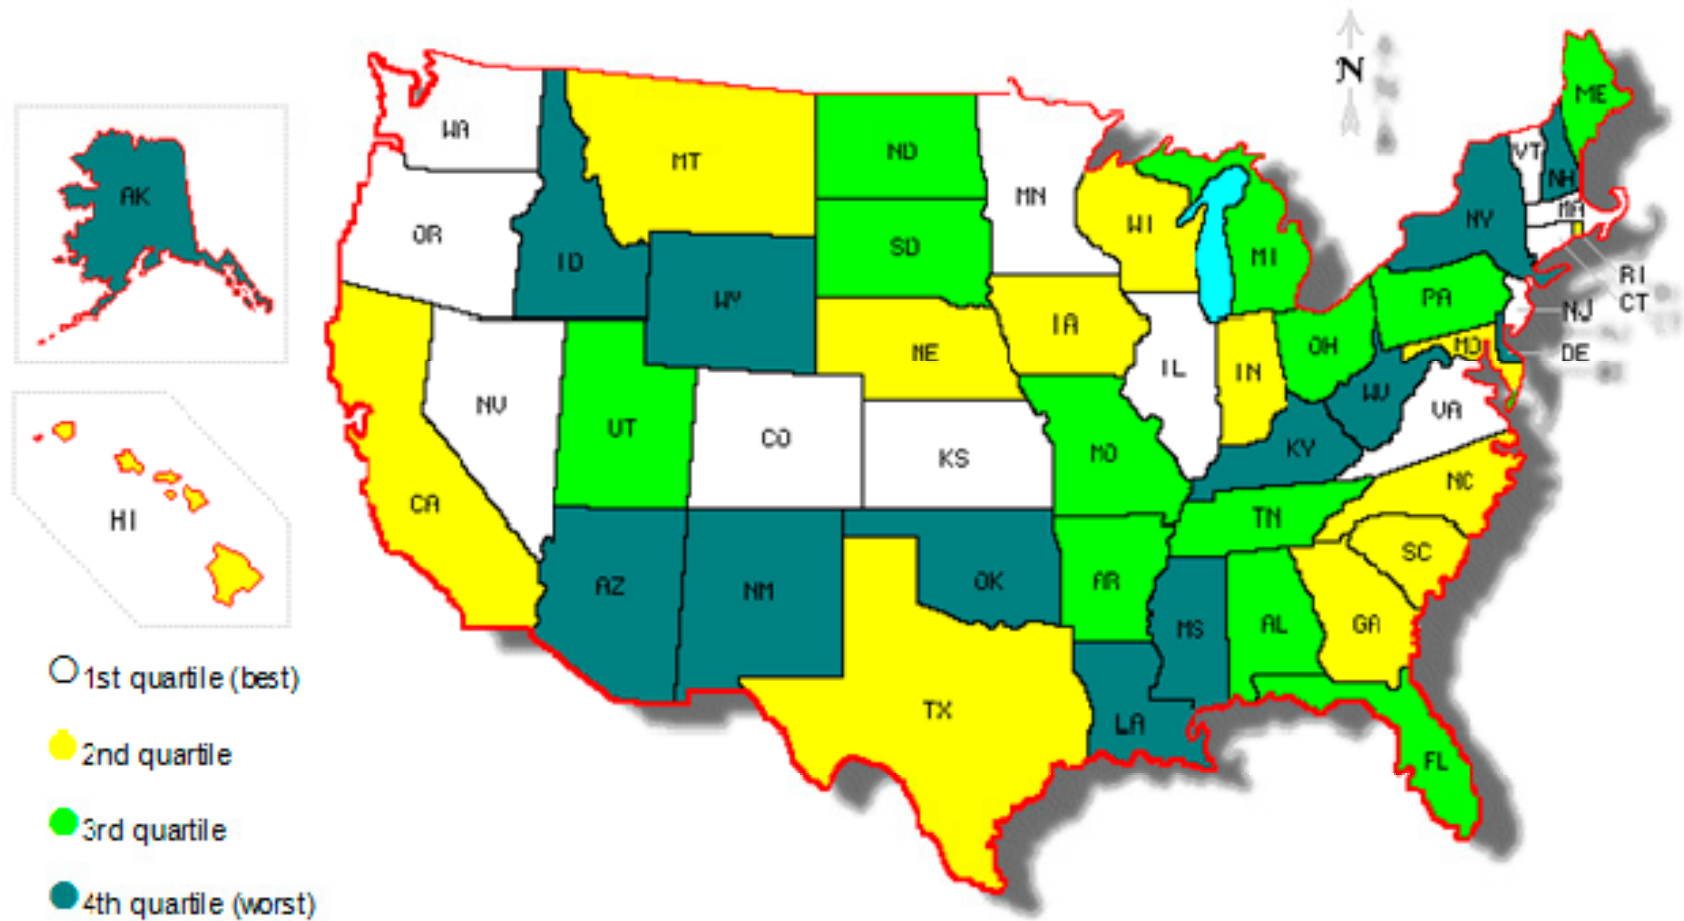 N
ME
WA
VT
MT
ND
NH
MN
AK
MA
OR
WI
NY
SD
MI
ID
RI
WY
PA
CT
NJ
IA
OH
MD
DE
NE
IL
IN
WV
NV
VA
UT
CO
KS
KY
MO
NC
CA
HI
TN
SC
AZ
NM
OK
AR
MS
AL
GA
1st quartile (best)
TX
LA
2nd quartile
FL
3rd quartile
4th quartile (worst)